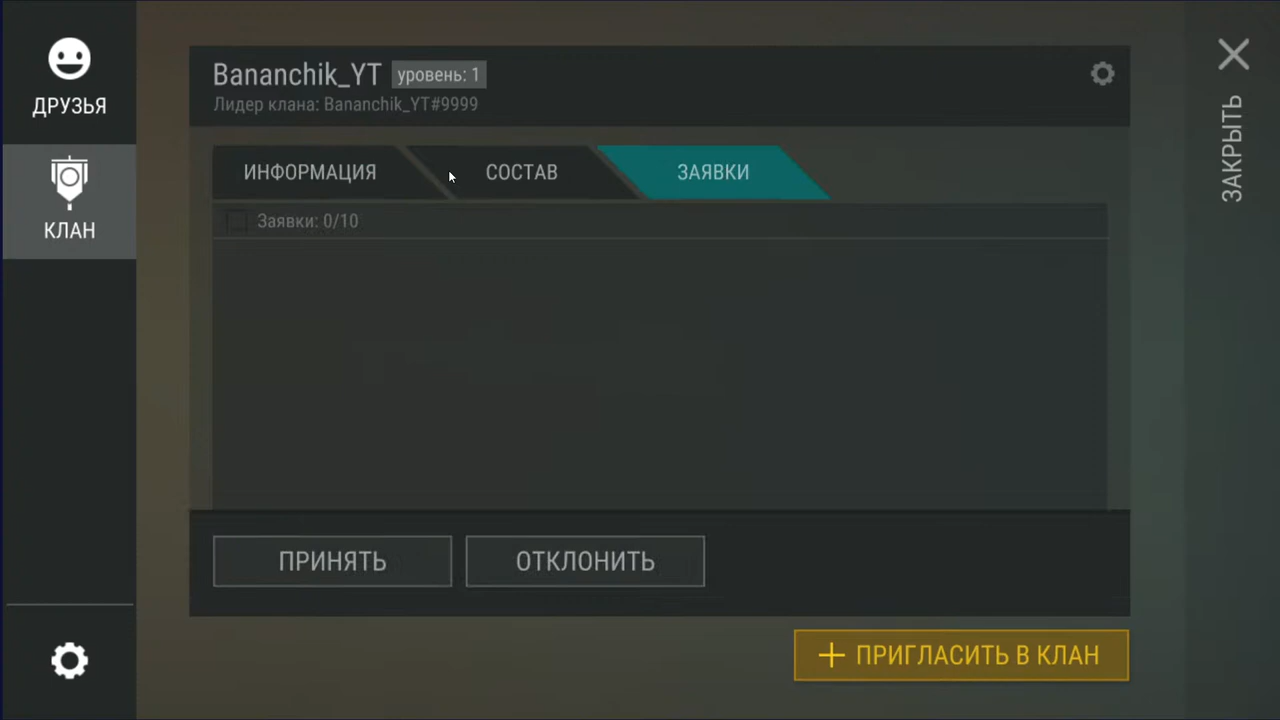 ДРУЗЬЯ
КЛАН
Bananchik_YT уровень: 1
Лидер клана: Bananchik_YT#9999
ИНФОРМАЦИЯ СОСТАВ ЗАЯВКИ
Заявки: 0/10
ПРИНЯТЬ ОТКЛОНИТЬ
ПРИГЛАСИТЬ В КЛАН
ЗАКРЫТЬ